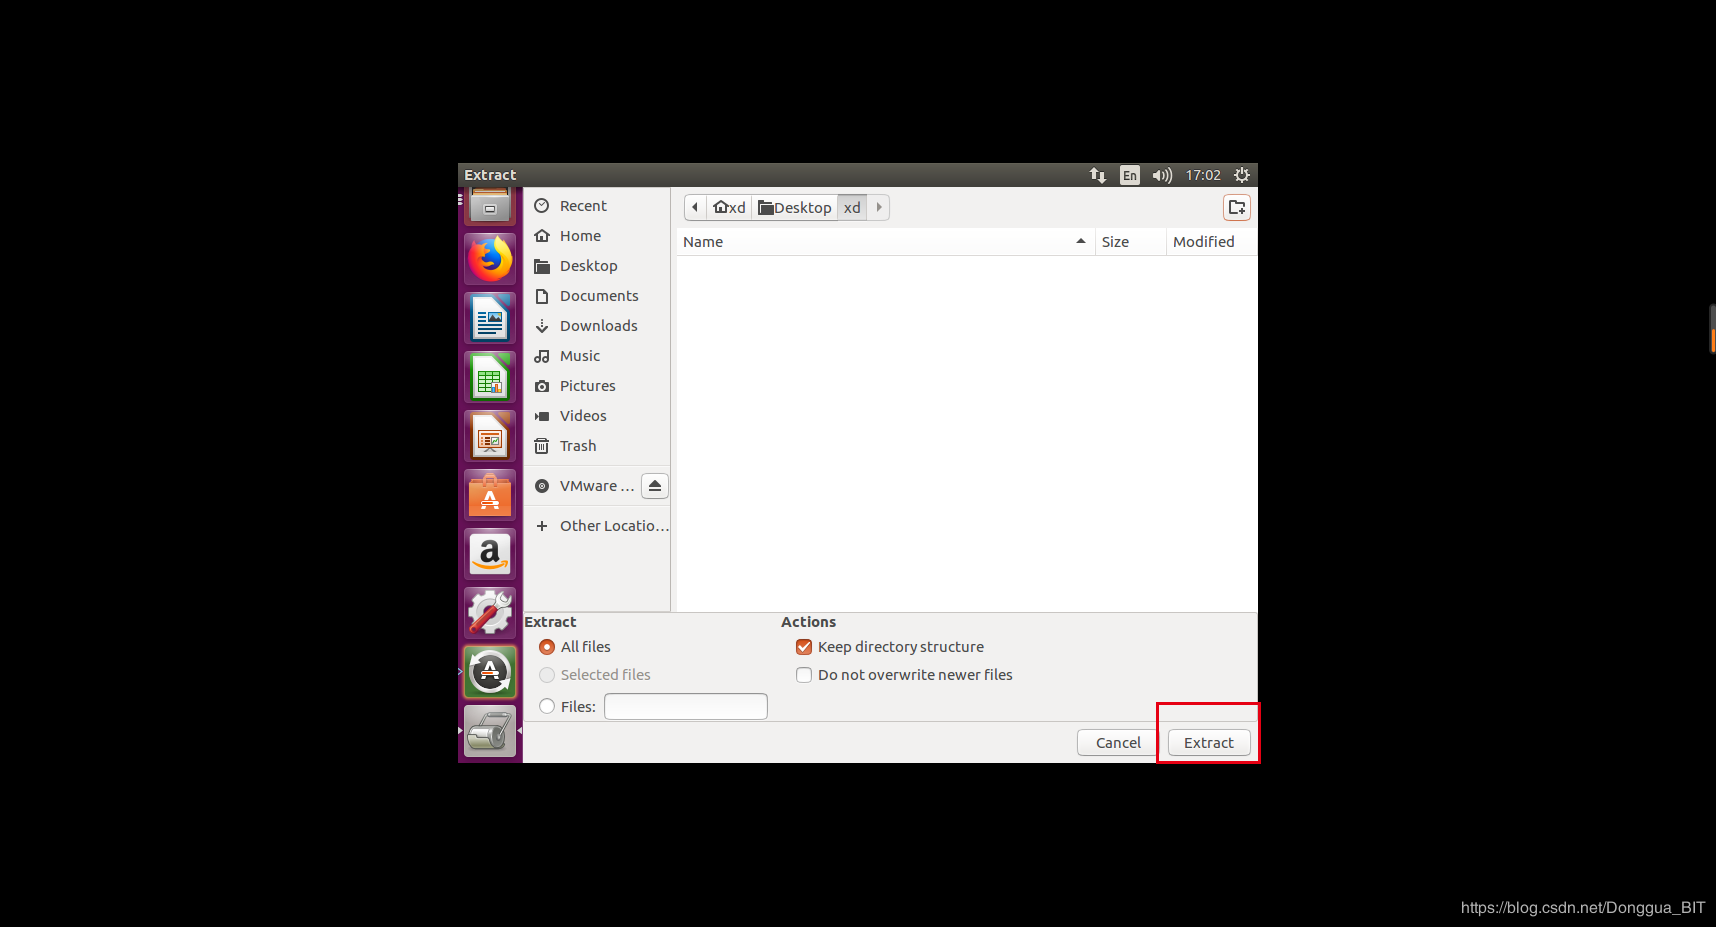 Extract
En
17:02
Recent
Home
Desktop
Documents
Downloads
Music
Pictures
Videos
Trash
VMware ...
Other Locatio...
xd Desktop xd
Name Size Modified
Extract
All files
Selected files
Files:
Actions
Keep directory structure
Do not overwrite newer files
Cancel Extract
https://blog.csdn.net/Donggua_BIT